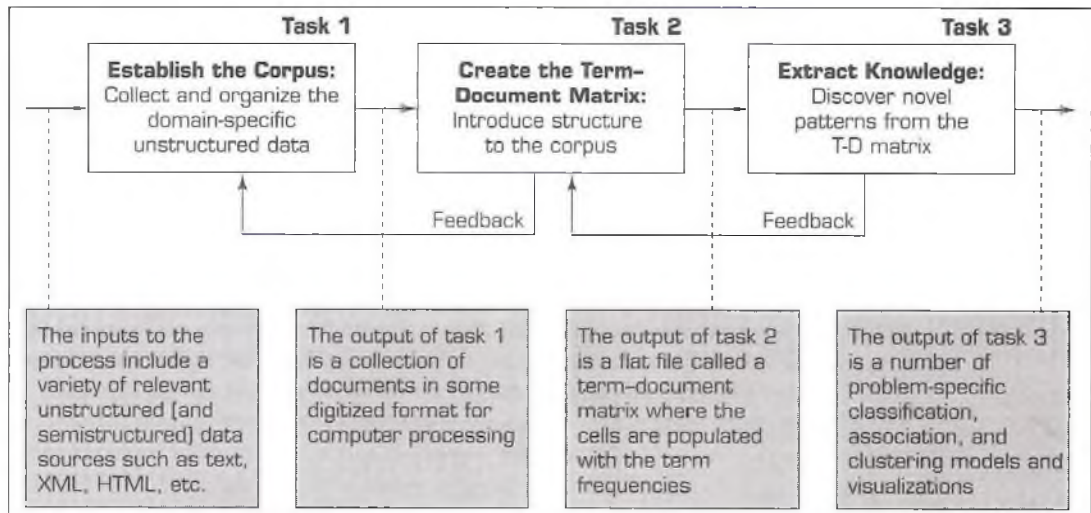 Task 1
Establish the Corpus:
Collect and organize the
domain-specific
unstructured data
Task 2
Create the Term–
Document Matrix:
Introduce structure
to the corpus
Task 3
Extract Knowledge:
Discover novel
patterns from the
T-D matrix
Feedback
Feedback
The inputs to the
process include a
variety of relevant
unstructured (and
semistructured) data
sources such as text,
XML, HTML, etc.
The output of task 1
is a collection of
documents in some
digitized format for
computer processing
The output of task 2
is a flat file called a
term–document
matrix where the
cells are populated
with the term
frequencies
The output of task 3
is a number of
problem-specific
classification,
association, and
clustering models and
visualizations